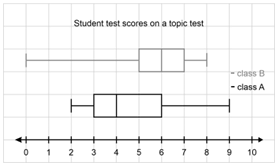 Student test scores on a topic test
class B
class A
0 1 2 3 4 5 6 7 8 9 10